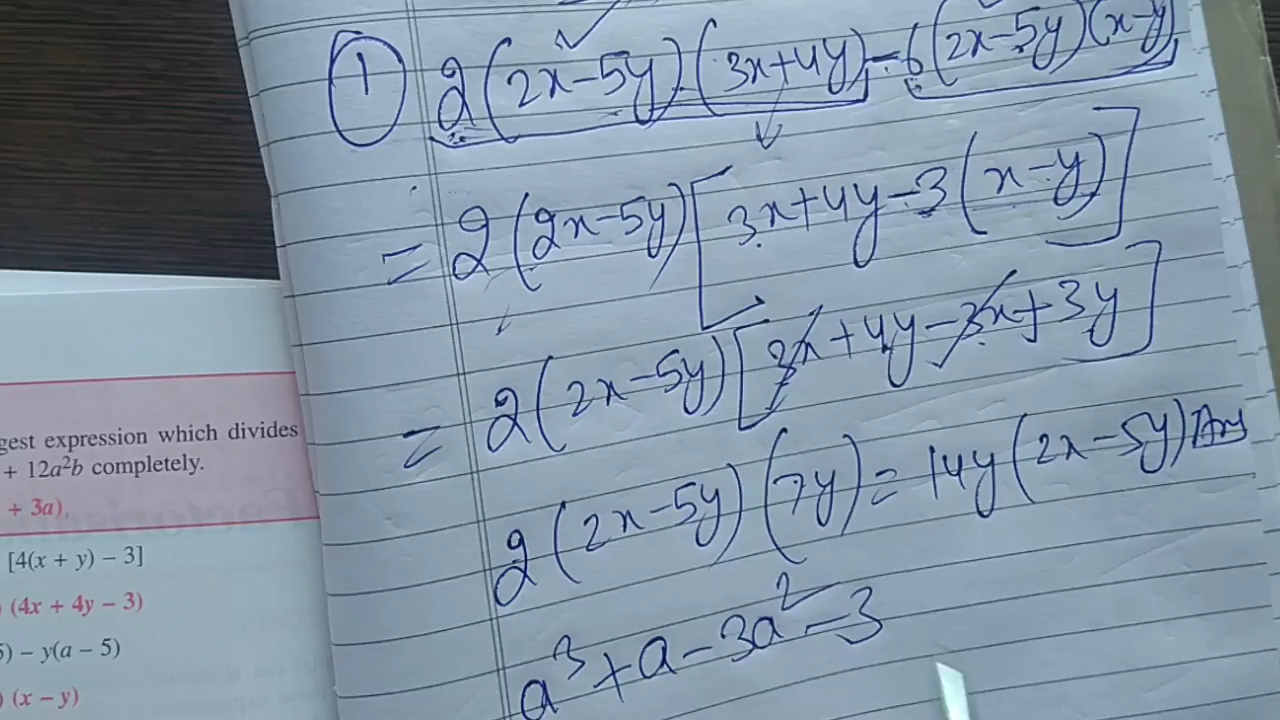 ① 2(2x-5y)(3x+4y)-6(2x-5y)(x-y)
= 2(2x-5y)[3x+4y-3(x-y)]
= 2(2x-5y)[3x+4y-3x+3y]
2(2x-5y)(7y) = 14y(2x-5y) Ans
a³+a-3a²-3
gest expression which divides
+ 12a²b completely.
+ 3a),
[4(x + y) – 3]
(4x + 4y – 3)
5) – y(a – 5)
) (x – y)